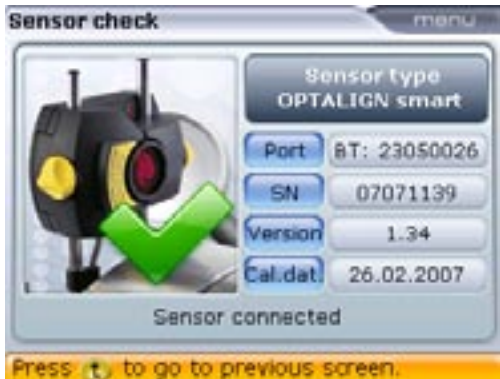 Sensor check
menu
Sensor type
OPTALIGN smart
Port BT: 23050026
SN 07071139
Version 1.34
Cal.dat. 26.02.2007
Sensor connected
Press to go to previous screen.